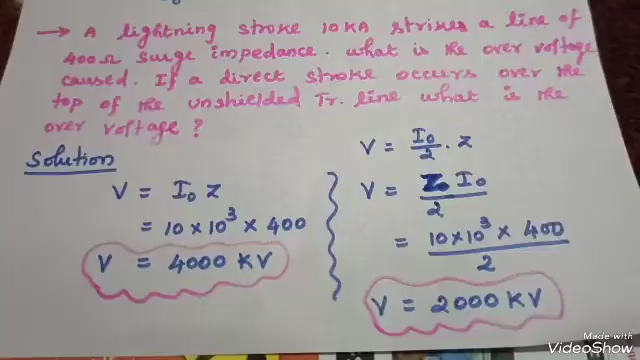 → A lightning stroke 10KA strikes a line of
400Ω surge impedance. what is the over voltage
caused. If a direct stroke occurs over the
top of the unshielded Tr. line what is the
over voltage ?
Solution
V = I₀ Z
= 10 × 10³ × 400
V = 4000 KV
V = I₀/2 . Z
V = Z₀ I₀ / 2
= 10×10³ × 400 / 2
V = 2000 KV
Made with
VideoShow